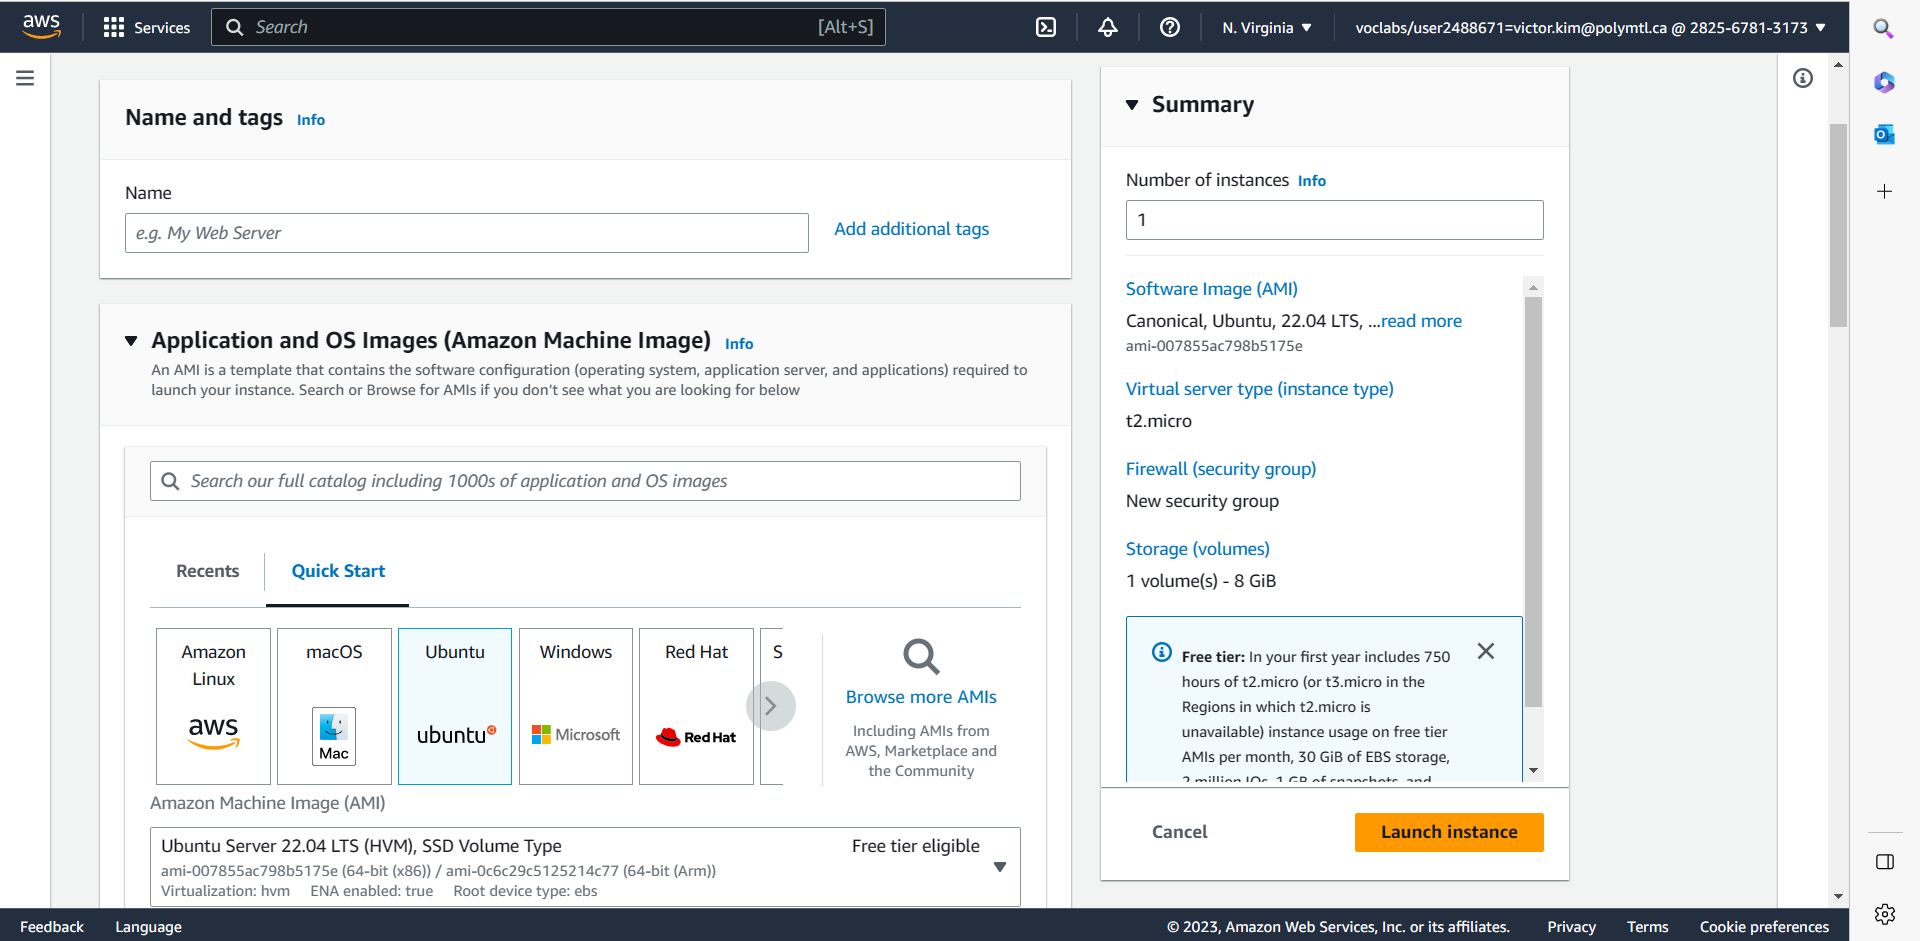 aws
Services
Search
[Alt+S]
N. Virginia
voclabs/user2488671=victor.kim@polymtl.ca @ 2825-6781-3173
Name and tags Info
Name
e.g. My Web Server
Add additional tags
Application and OS Images (Amazon Machine Image) Info
An AMI is a template that contains the software configuration (operating system, application server, and applications) required to
launch your instance. Search or Browse for AMIs if you don't see what you are looking for below
Search our full catalog including 1000s of application and OS images
Recents
Quick Start
Amazon
Linux
aws
macOS
Mac
Ubuntu
ubuntu
Windows
Microsoft
Red Hat
Red Hat
S
Browse more AMIs
Including AMIs from
AWS, Marketplace and
the Community
Amazon Machine Image (AMI)
Ubuntu Server 22.04 LTS (HVM), SSD Volume Type
Free tier eligible
ami-007855ac798b5175e (64-bit (x86)) / ami-0c6c29c5125214c77 (64-bit (Arm))
Virtualization: hvm ENA enabled: true Root device type: ebs
Summary
Number of instances Info
1
Software Image (AMI)
Canonical, Ubuntu, 22.04 LTS, ...read more
ami-007855ac798b5175e
Virtual server type (instance type)
t2.micro
Firewall (security group)
New security group
Storage (volumes)
1 volume(s) - 8 GiB
Free tier: In your first year includes 750
hours of t2.micro (or t3.micro in the
Regions in which t2.micro is
unavailable) instance usage on free tier
AMIs per month, 30 GiB of EBS storage,
2 million IOs, 1 GB of snapshots, and
Cancel
Launch instance
Feedback
Language
© 2023, Amazon Web Services, Inc. or its affiliates.
Privacy
Terms
Cookie preferences